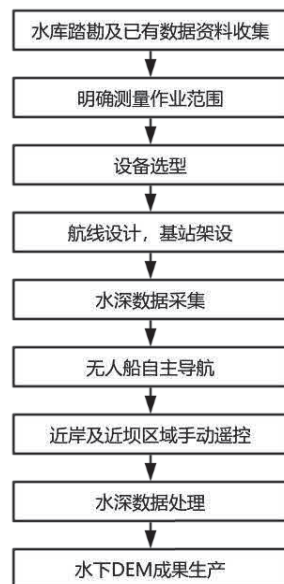 水库踏勘及已有数据资料收集
明确测量作业范围
设备选型
航线设计，基站架设
水深数据采集
无人船自主导航
近岸及近坝区域手动遥控
水深数据处理
水下DEM成果生产